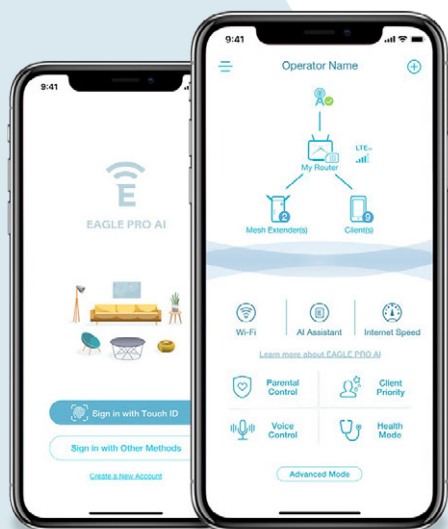 9:41
E
EAGLE PRO AI
Sign in with Touch ID
Sign in with Other Methods
Create a New Account
9:41
Operator Name
LTE
My Router
2
9
Mesh Extender(s)
Client(s)
Wi-Fi
AI Assistant
Internet Speed
Learn more about EAGLE PRO AI
Parental
Control
Client
Priority
Voice
Control
Health
Mode
Advanced Mode